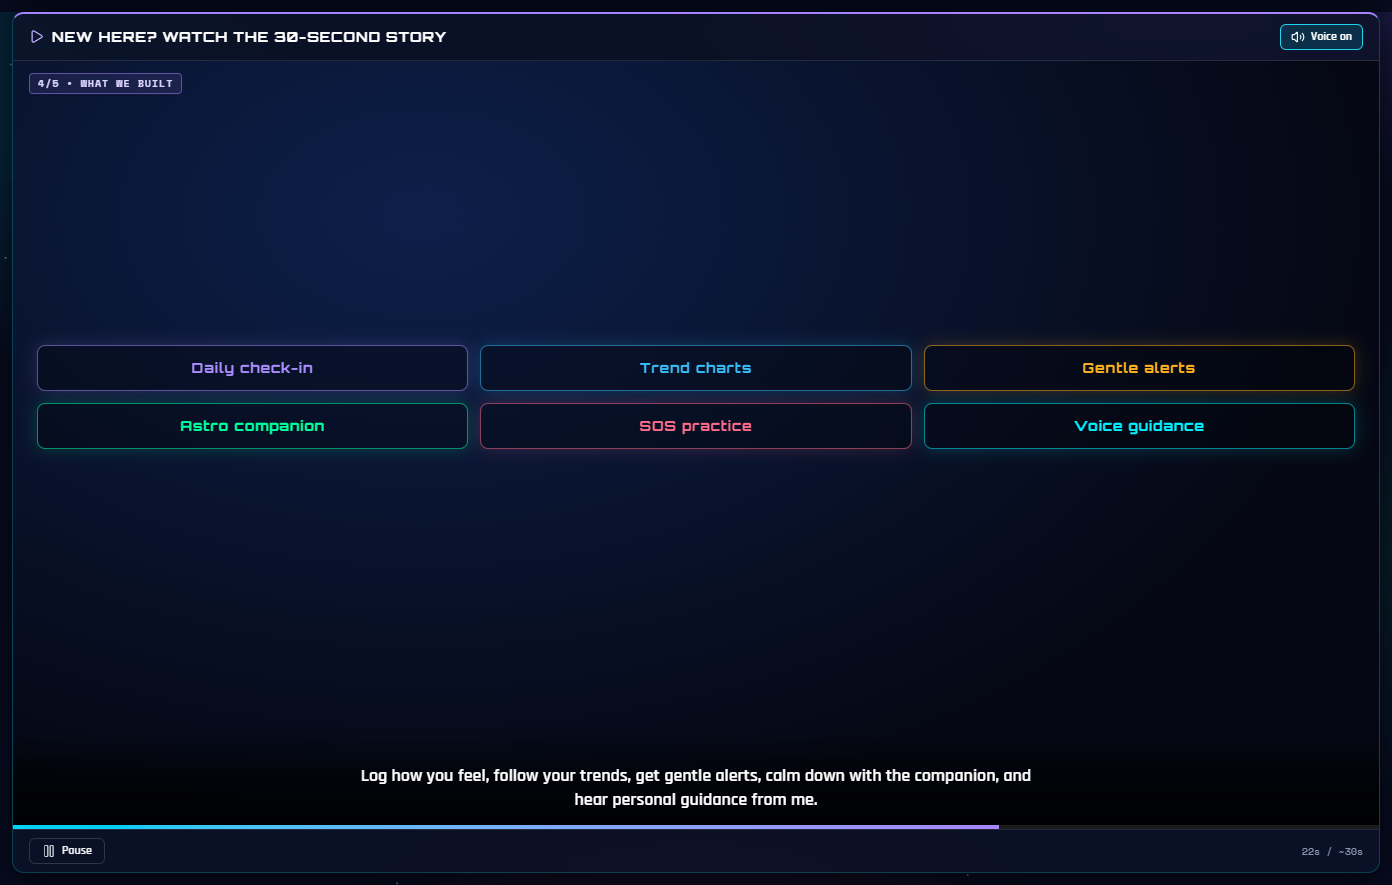 NEW HERE? WATCH THE 30-SECOND STORY
Voice on
4/5 • WHAT WE BUILT
Daily check-in
Trend charts
Gentle alerts
Astro companion
SOS practice
Voice guidance
Log how you feel, follow your trends, get gentle alerts, calm down with the companion, and
hear personal guidance from me.
Pause
22s / ~30s